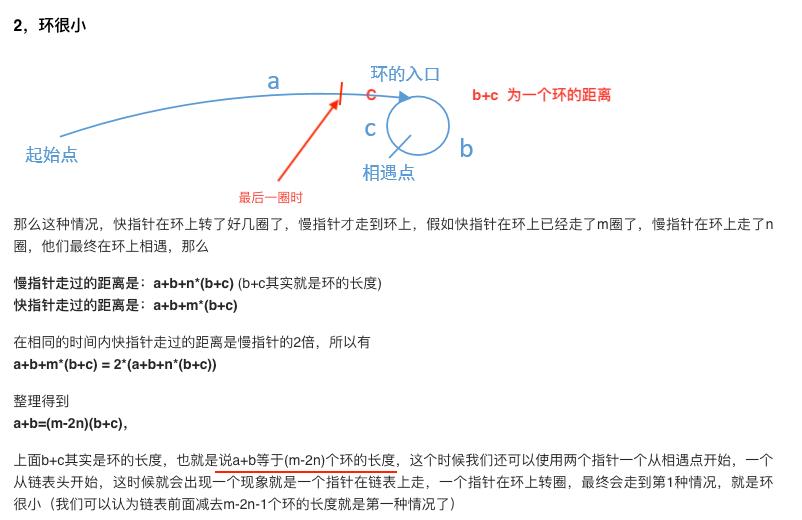 2，环很小
a
环的入口
c
b+c 为一个环的距离
c
b
起始点
相遇点
最后一圈时
那么这种情况，快指针在环上转了好几圈了，慢指针才走到环上，假如快指针在环上已经走了m圈了，慢指针在环上走了n
圈，他们最终在环上相遇，那么
慢指针走过的距离是：a+b+n*(b+c) (b+c其实就是环的长度)
快指针走过的距离是：a+b+m*(b+c)
在相同的时间内快指针走过的距离是慢指针的2倍，所以有
a+b+m*(b+c) = 2*(a+b+n*(b+c))
整理得到
a+b=(m-2n)(b+c)，
上面b+c其实是环的长度，也就是说a+b等于(m-2n)个环的长度，这个时候我们还可以使用两个指针一个从相遇点开始，一个
从链表头开始，这时候就会出现一个现象就是一个指针在链表上走，一个指针在环上转圈，最终会走到第1种情况，就是环
很小（我们可以认为链表前面减去m-2n-1个环的长度就是第一种情况了）